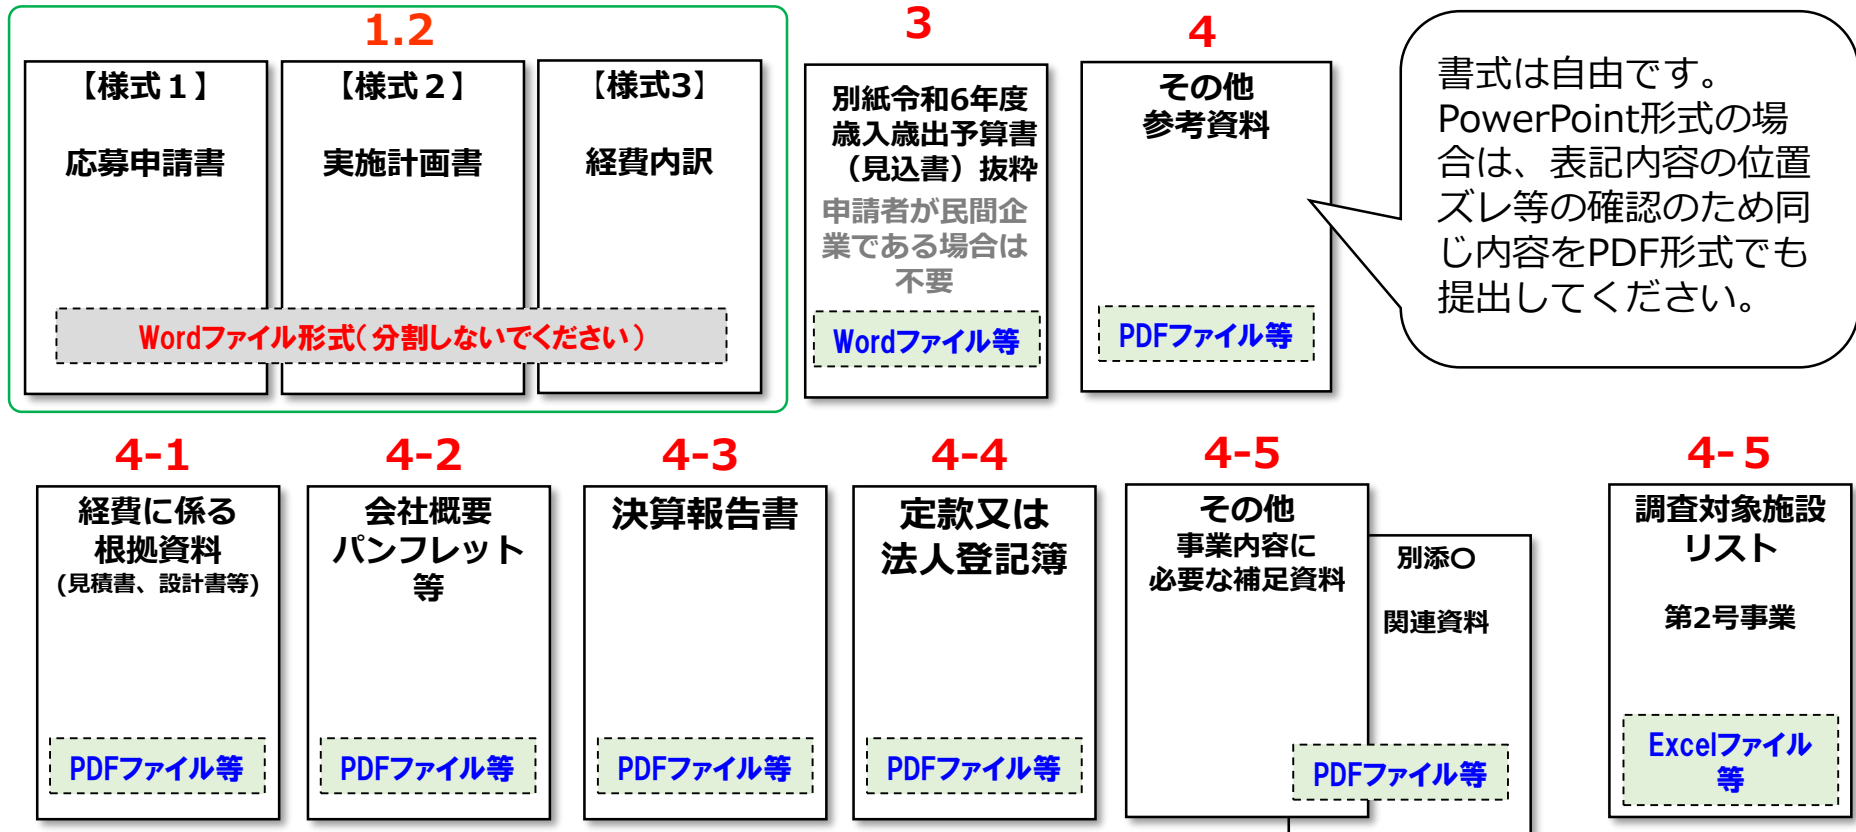 1.2
【様式１】
応募申請書
【様式２】
実施計画書
【様式3】
経費内訳
Wordファイル形式（分割しないでください）
3
別紙令和6年度
歳入歳出予算書
（見込書）抜粋
申請者が民間企
業である場合は
不要
Wordファイル等
4
その他
参考資料
PDFファイル等
書式は自由です。
PowerPoint形式の場
合は、表記内容の位置
ズレ等の確認のため同
じ内容をPDF形式でも
提出してください。
4-1
経費に係る
根拠資料
(見積書、設計書等)
PDFファイル等
4-2
会社概要
パンフレット
等
PDFファイル等
4-3
決算報告書
PDFファイル等
4-4
定款又は
法人登記簿
PDFファイル等
4-5
その他
事業内容に
必要な補足資料
別添〇
関連資料
PDFファイル等
4-５
調査対象施設
リスト
第2号事業
Excelファイル
等